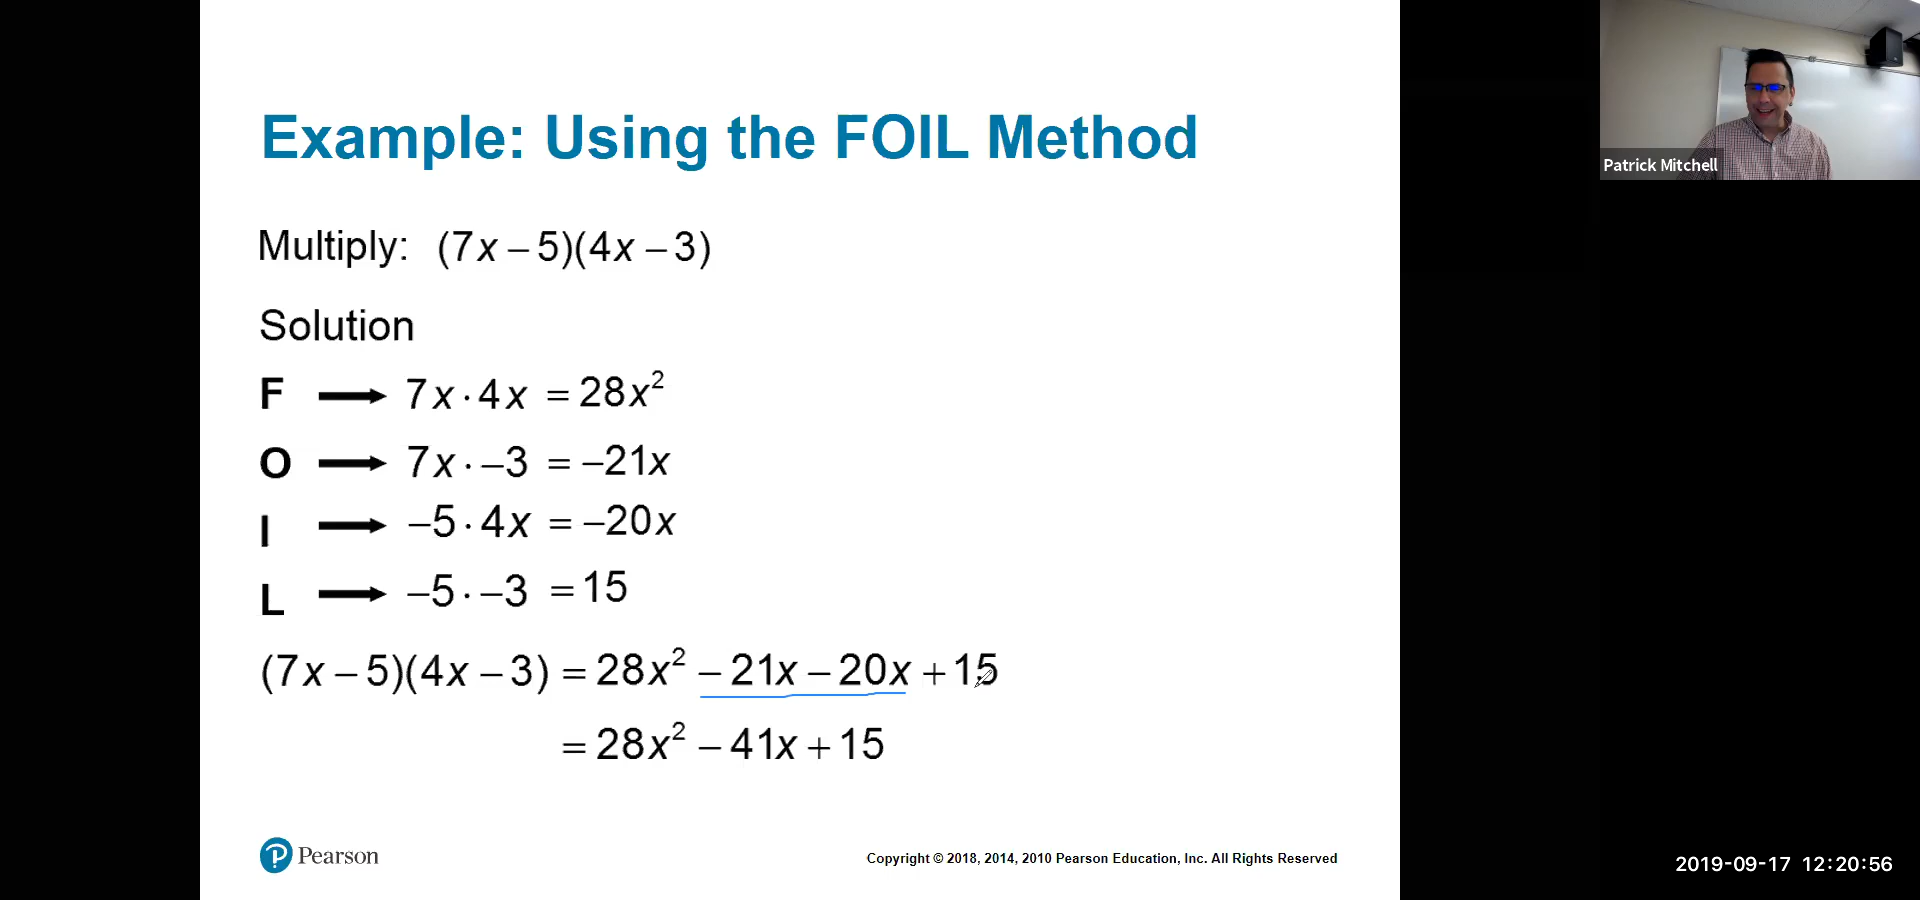 Example: Using the FOIL Method
Patrick Mitchell
Multiply: (7x – 5)(4x – 3)
Solution
F → 7x · 4x = 28x²
O → 7x · –3 = –21x
I → –5 · 4x = –20x
L → –5 · –3 = 15
(7x – 5)(4x – 3) = 28x² – 21x – 20x + 15
= 28x² – 41x + 15
Pearson
Copyright © 2018, 2014, 2010 Pearson Education, Inc. All Rights Reserved
2019-09-17 12:20:56